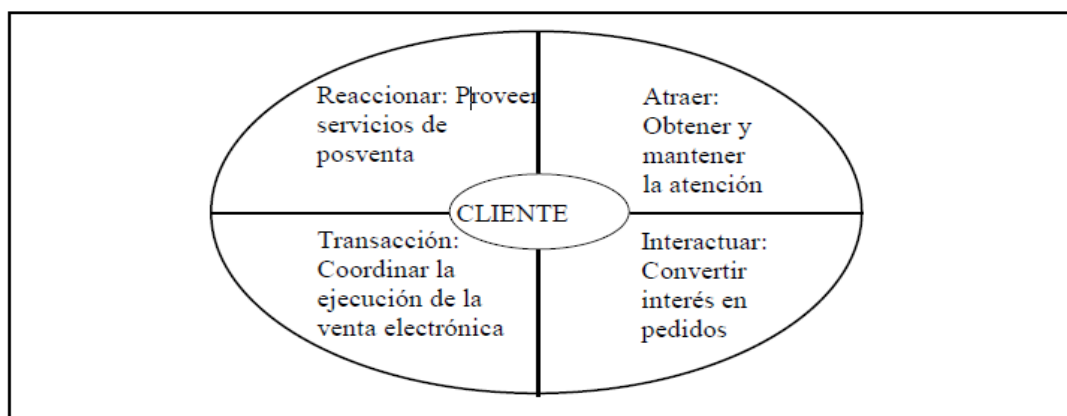 Reaccionar: Proveer
servicios de
posventa
Atraer:
Obtener y
mantener
la atención
CLIENTE
Transacción:
Coordinar la
ejecución de la
venta electrónica
Interactuar:
Convertir
interés en
pedidos